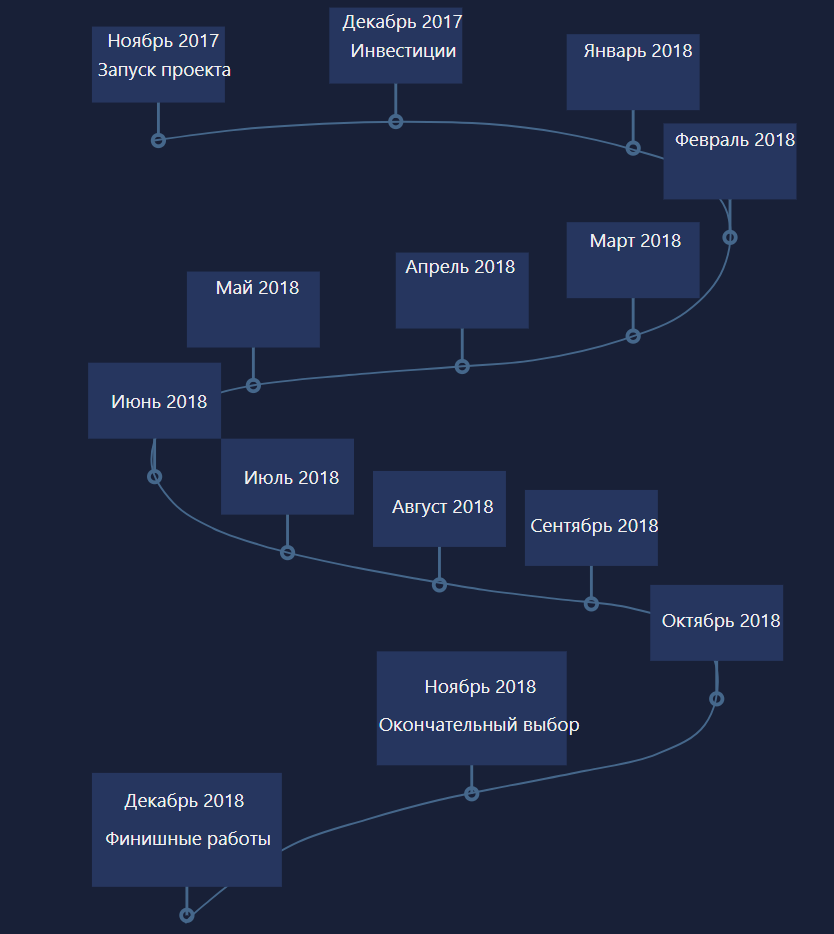 Ноябрь 2017
Запуск проекта
Декабрь 2017
Инвестиции
Январь 2018
Февраль 2018
Март 2018
Апрель 2018
Май 2018
Июнь 2018
Июль 2018
Август 2018
Сентябрь 2018
Октябрь 2018
Ноябрь 2018
Окончательный выбор
Декабрь 2018
Финишные работы